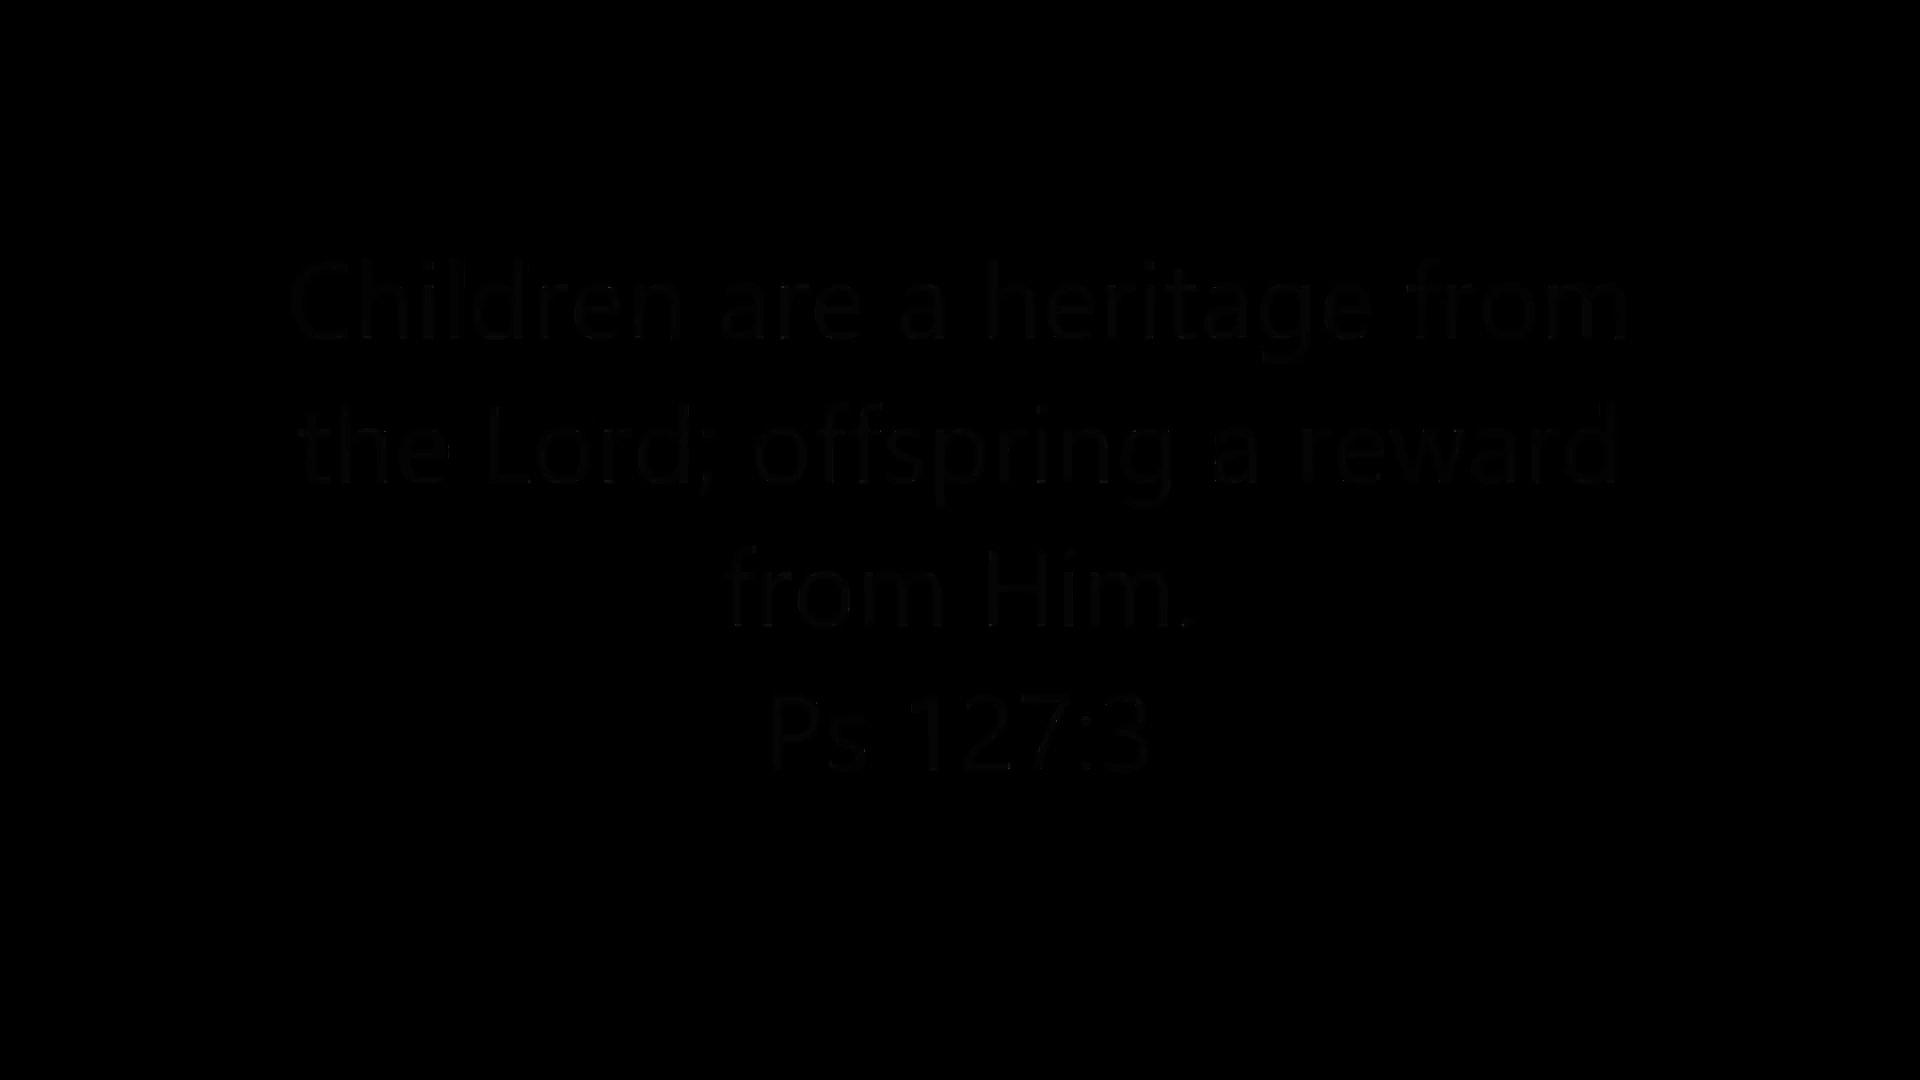 Children are a heritage from
the Lord; offspring a reward
from Him.
Ps 127:3